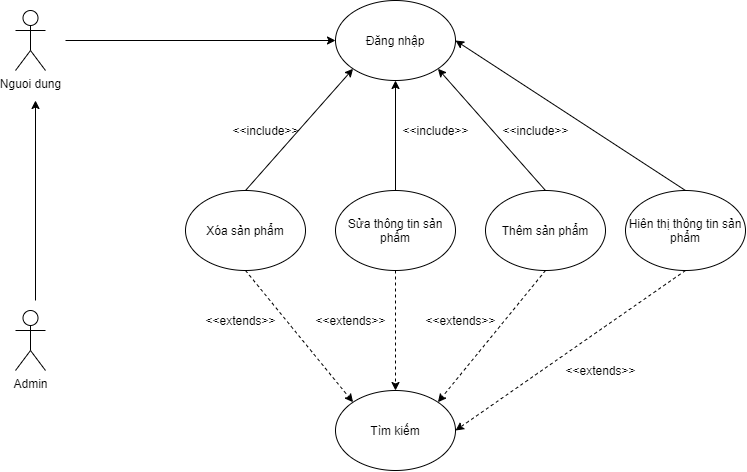 Đăng nhập
Nguoi dung
<<include>>
<<include>>
<<include>>
Xóa sản phẩm
Sửa thông tin sản
phẩm
Thêm sản phẩm
Hiên thị thông tin sản
phẩm
<<extends>>
<<extends>>
<<extends>>
<<extends>>
Admin
Tìm kiếm